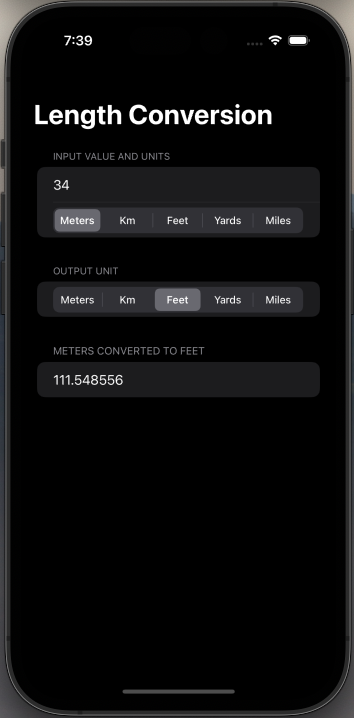 7:39
Length Conversion
INPUT VALUE AND UNITS
34
Meters Km Feet Yards Miles
OUTPUT UNIT
Meters Km Feet Yards Miles
METERS CONVERTED TO FEET
111.548556